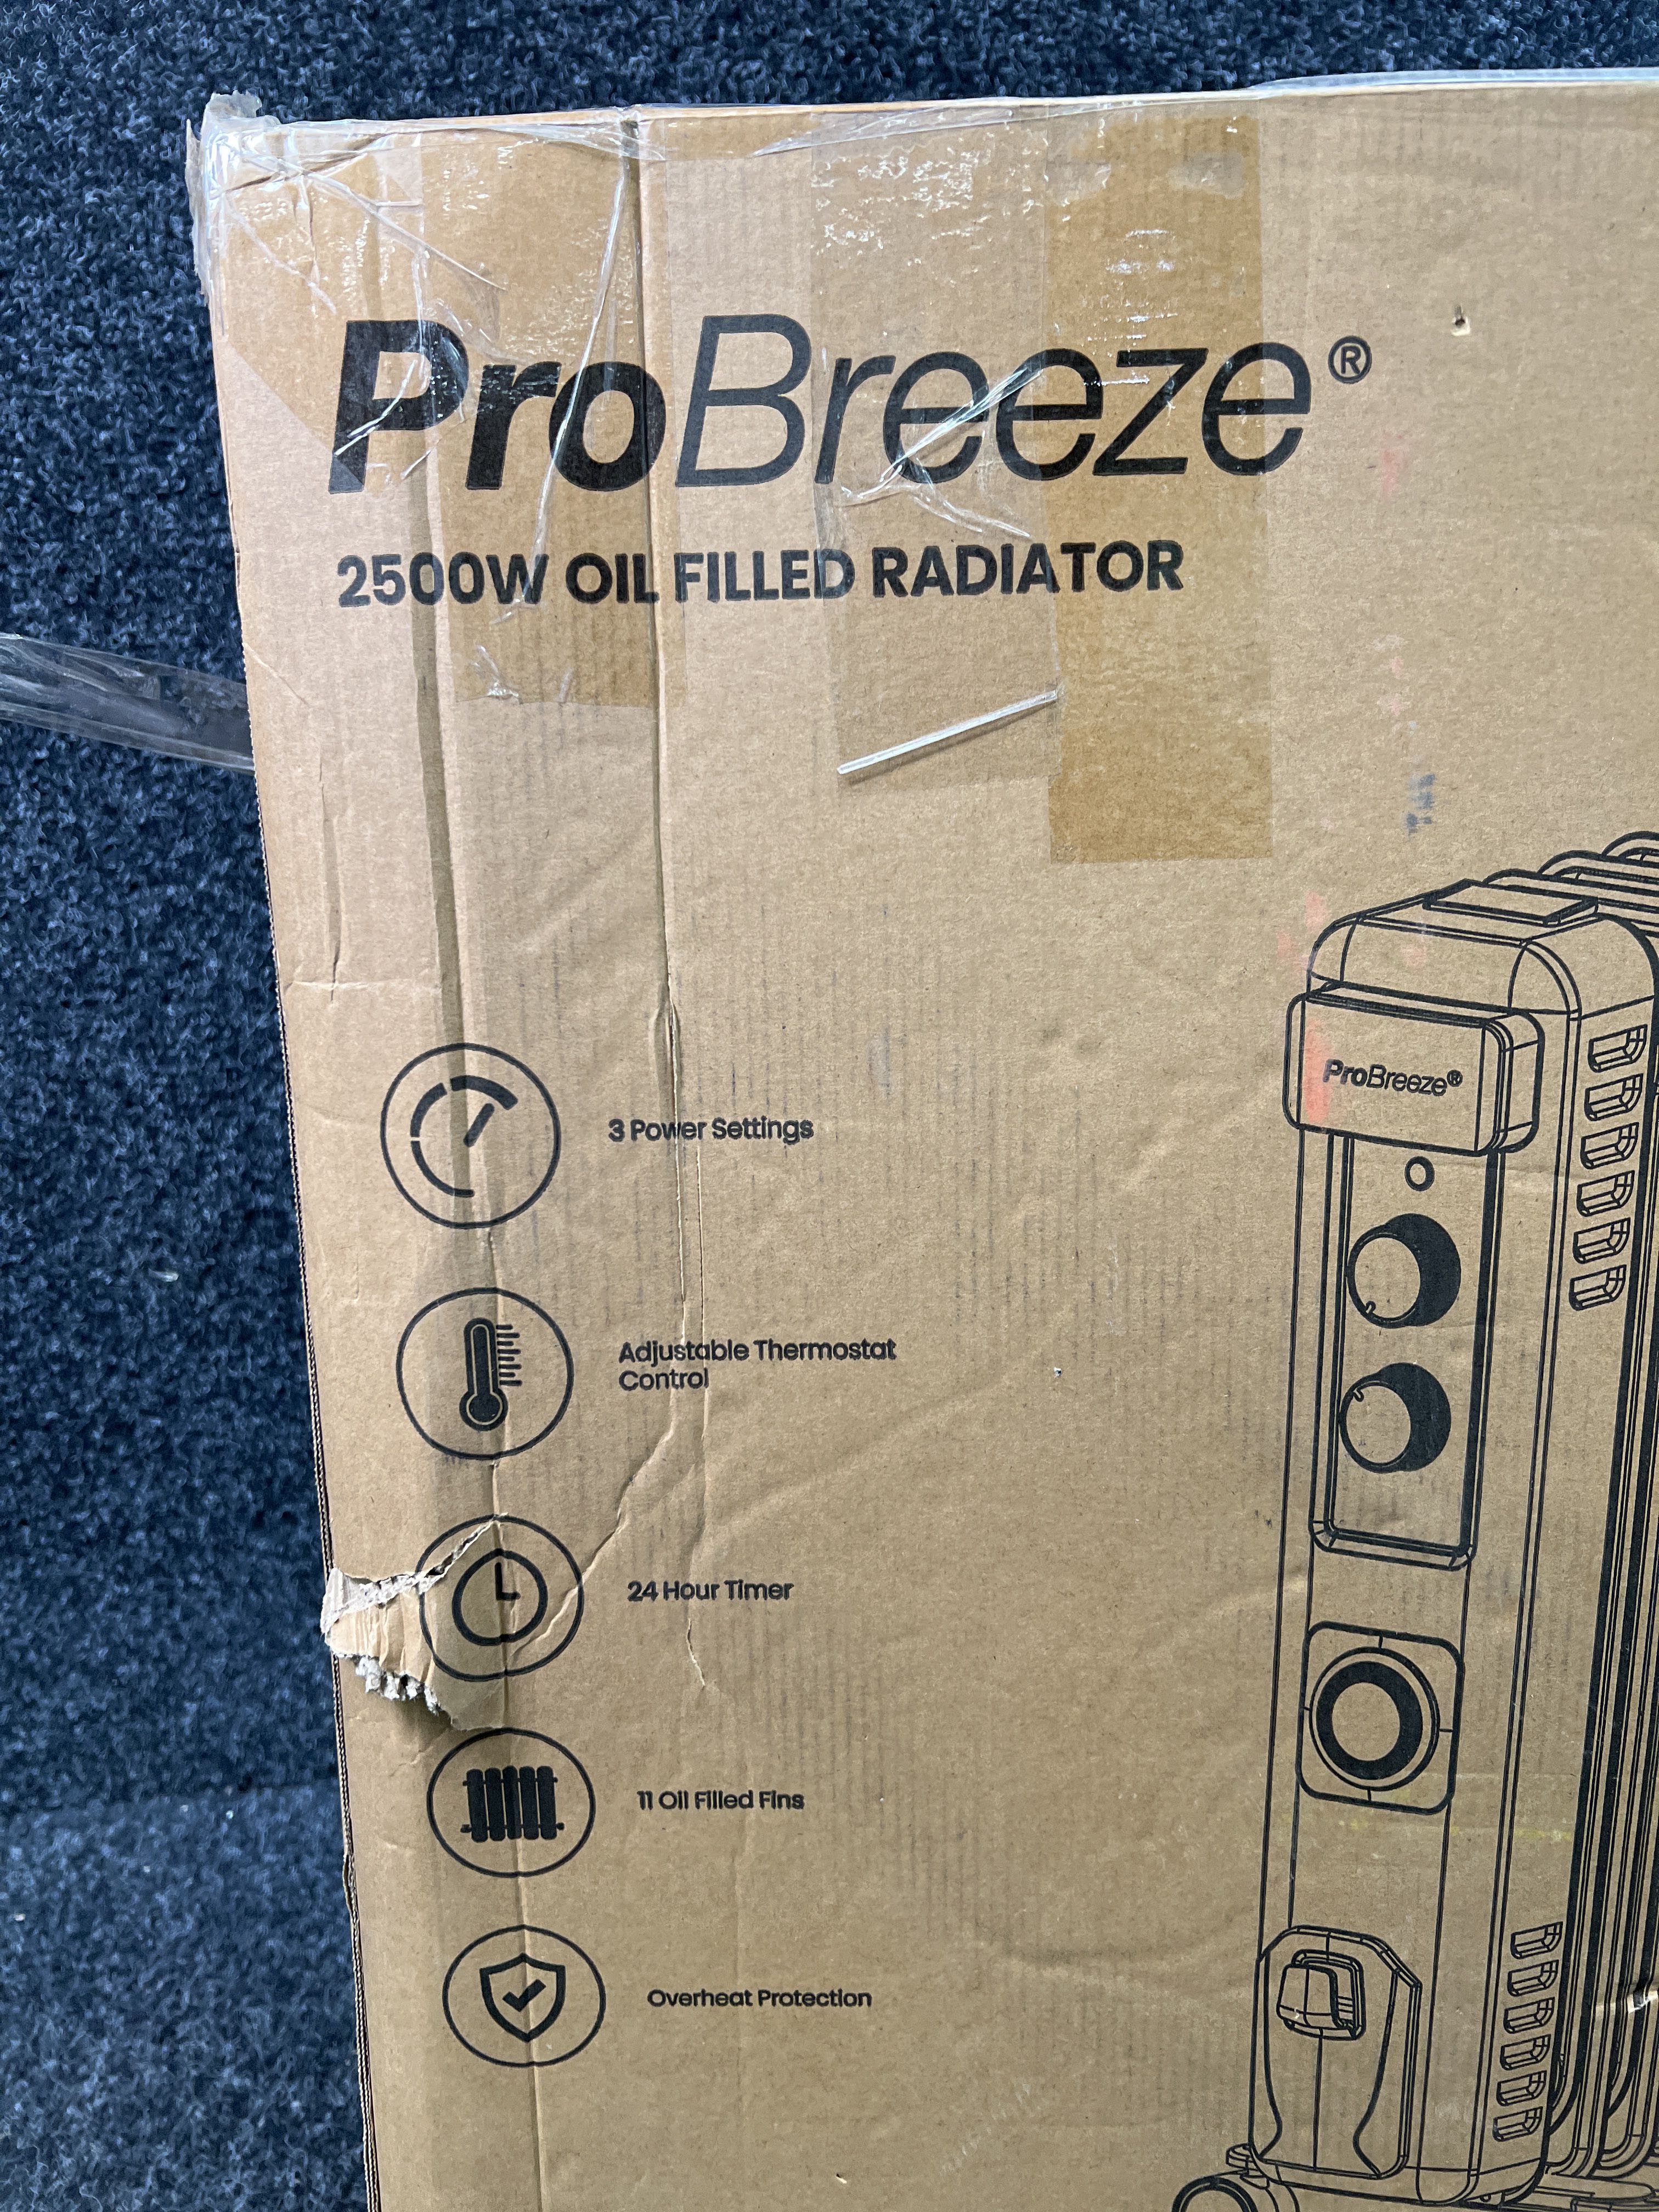 ProBreeze®
2500W OIL FILLED RADIATOR
ProBreeze®
3 Power Settings
Adjustable Thermostat
Control
24 Hour Timer
11 Oil Filled Fins
Overheat Protection